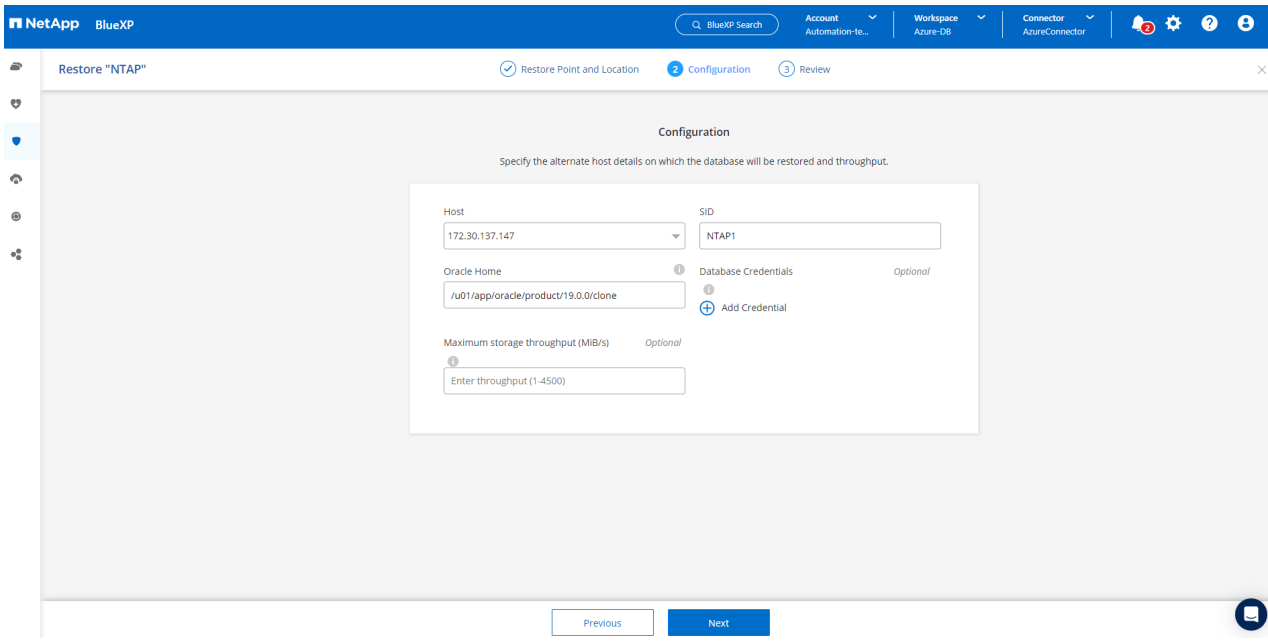 NetApp BlueXP
BlueXP Search
Account
Automation-te...
Workspace
Azure-DB
Connector
AzureConnector
2
Restore "NTAP"
Restore Point and Location
2 Configuration
3 Review
Configuration
Specify the alternate host details on which the database will be restored and throughput.
Host
172.30.137.147
SID
NTAP1
Oracle Home
/u01/app/oracle/product/19.0.0/clone
Database Credentials Optional
Add Credential
Maximum storage throughput (MiB/s) Optional
Enter throughput (1-4500)
Previous
Next